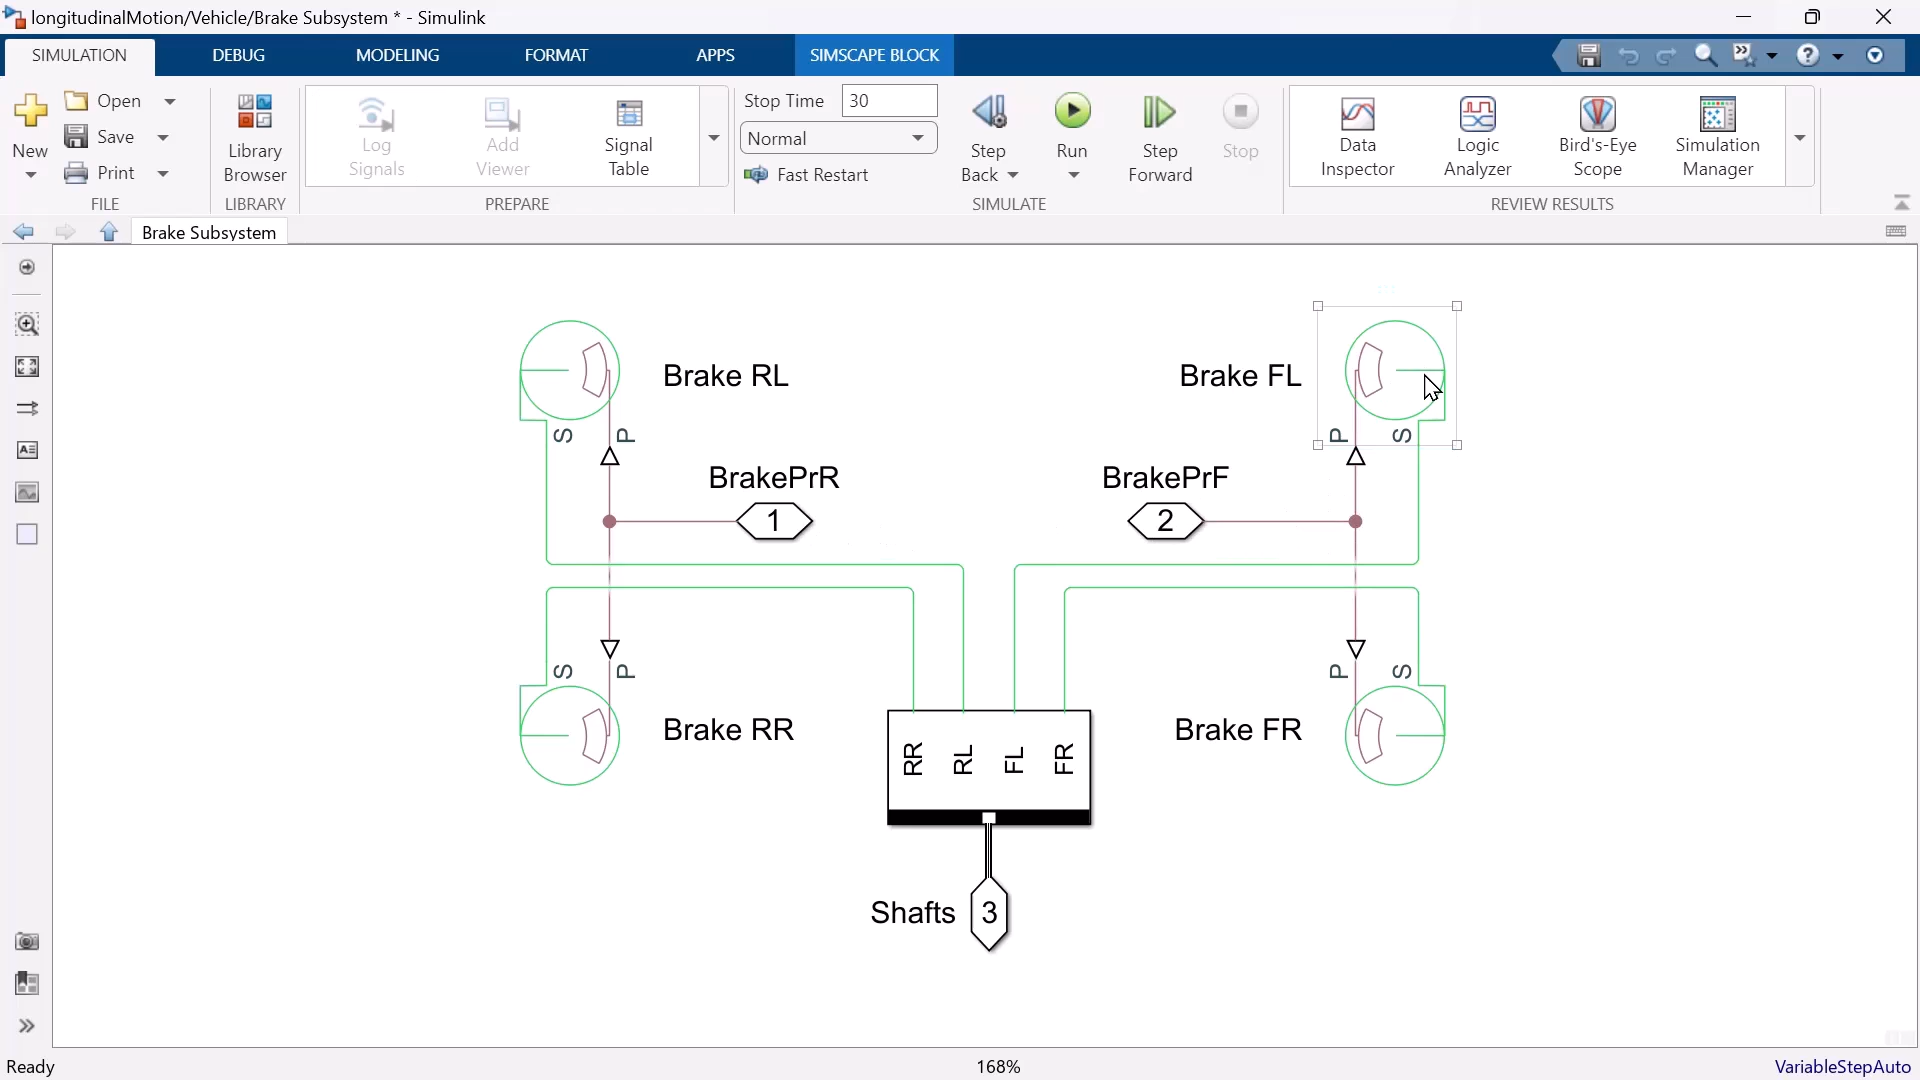 longitudinalMotion/Vehicle/Brake Subsystem * - Simulink
SIMULATION DEBUG MODELING FORMAT APPS SIMSCAPE BLOCK
New
Open
Save
Print
FILE
Library
Browser
LIBRARY
Log
Signals
Add
Viewer
Signal
Table
PREPARE
Stop Time 30
Normal
Fast Restart
Step
Back
Run
Step
Forward
Stop
SIMULATE
Data
Inspector
Logic
Analyzer
Bird's-Eye
Scope
Simulation
Manager
REVIEW RESULTS
Brake Subsystem
Brake RL
Brake FL
S P
P S
BrakePrR
BrakePrF
1
2
S P
P S
Brake RR
Brake FR
RR RL FL FR
Shafts 3
Ready 168% VariableStepAuto